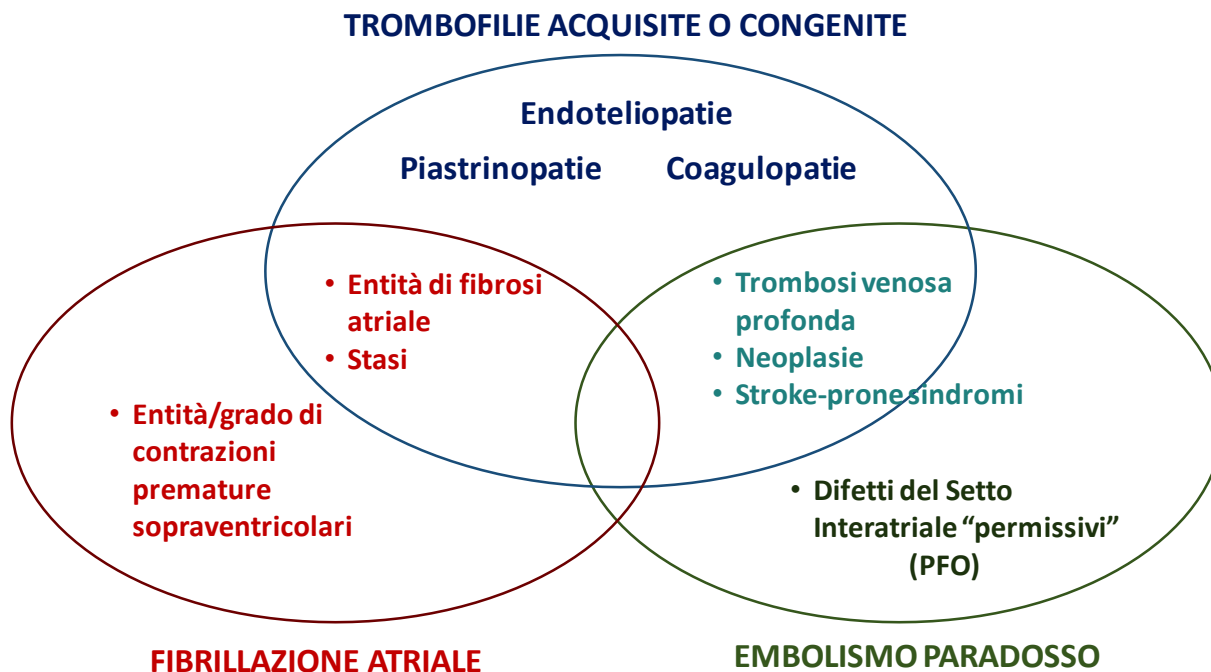 TROMBOFILIE ACQUISITE O CONGENITE
Endoteliopatie
Piastrinopatie Coagulopatie
• Entità di fibrosi
atriale
• Stasi
• Trombosi venosa
profonda
• Neoplasie
• Stroke-prone sindromi
• Entità/grado di
contrazioni
premature
sopraventricolari
• Difetti del Setto
Interatriale “permissivi”
(PFO)
FIBRILLAZIONE ATRIALE
EMBOLISMO PARADOSSO